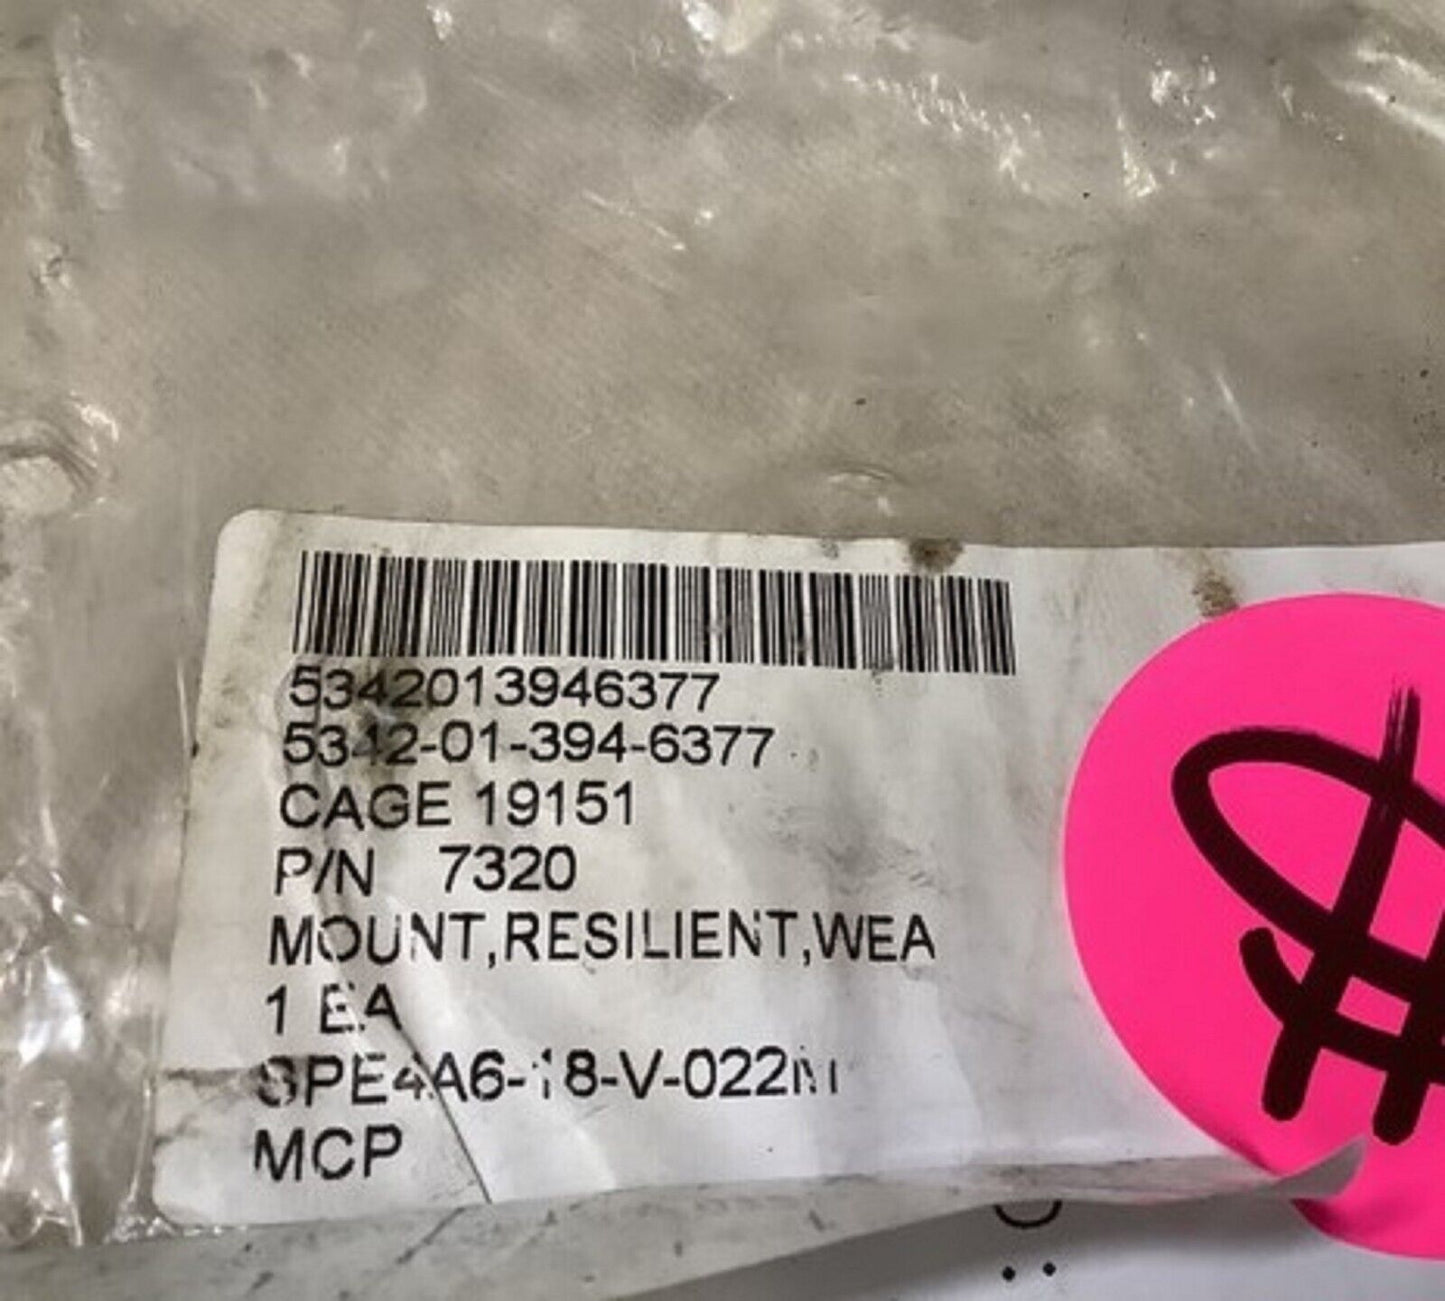 5342013946377
5342-01-394-6377
CAGE 19151
P/N 7320
MOUNT,RESILIENT,WEA
1 EA
SPE4A6-18-V-022M
MCP